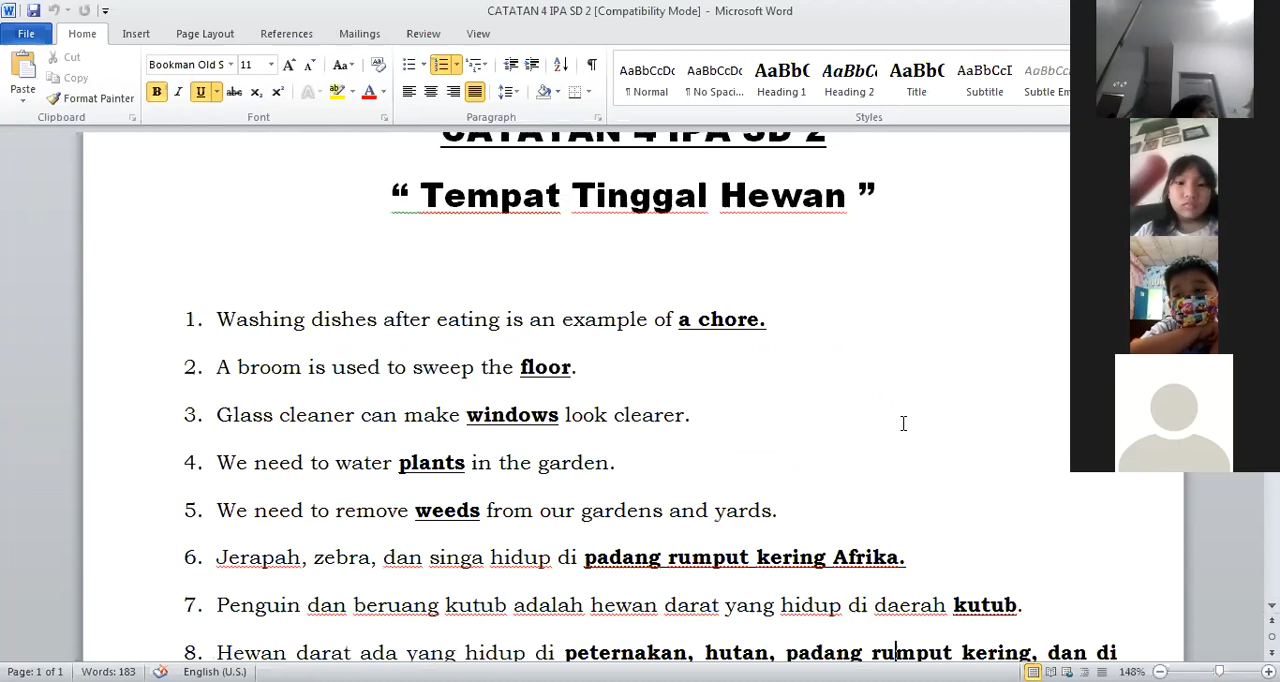 CATATAN 4 IPA SD 2 [Compatibility Mode] - Microsoft Word
File Home Insert Page Layout References Mailings Review View
Cut
Copy
Format Painter
Paste
Clipboard
Bookman Old S 11
Font
Paragraph
AaBbCcDc AaBbCcDc AaBbC AaBbC AaBbC AaBbCcD AaBbCcD
¶ Normal ¶ No Spaci... Heading 1 Heading 2 Title Subtitle Subtle Em
Styles
CATATAN 4 IPA SD 2
“ Tempat Tinggal Hewan ”
1. Washing dishes after eating is an example of a chore.
2. A broom is used to sweep the floor.
3. Glass cleaner can make windows look clearer.
4. We need to water plants in the garden.
5. We need to remove weeds from our gardens and yards.
6. Jerapah, zebra, dan singa hidup di padang rumput kering Afrika.
7. Penguin dan beruang kutub adalah hewan darat yang hidup di daerah kutub.
8. Hewan darat ada yang hidup di peternakan, hutan, padang rumput kering, dan di
Page: 1 of 1 Words: 183 English (U.S.) 148%